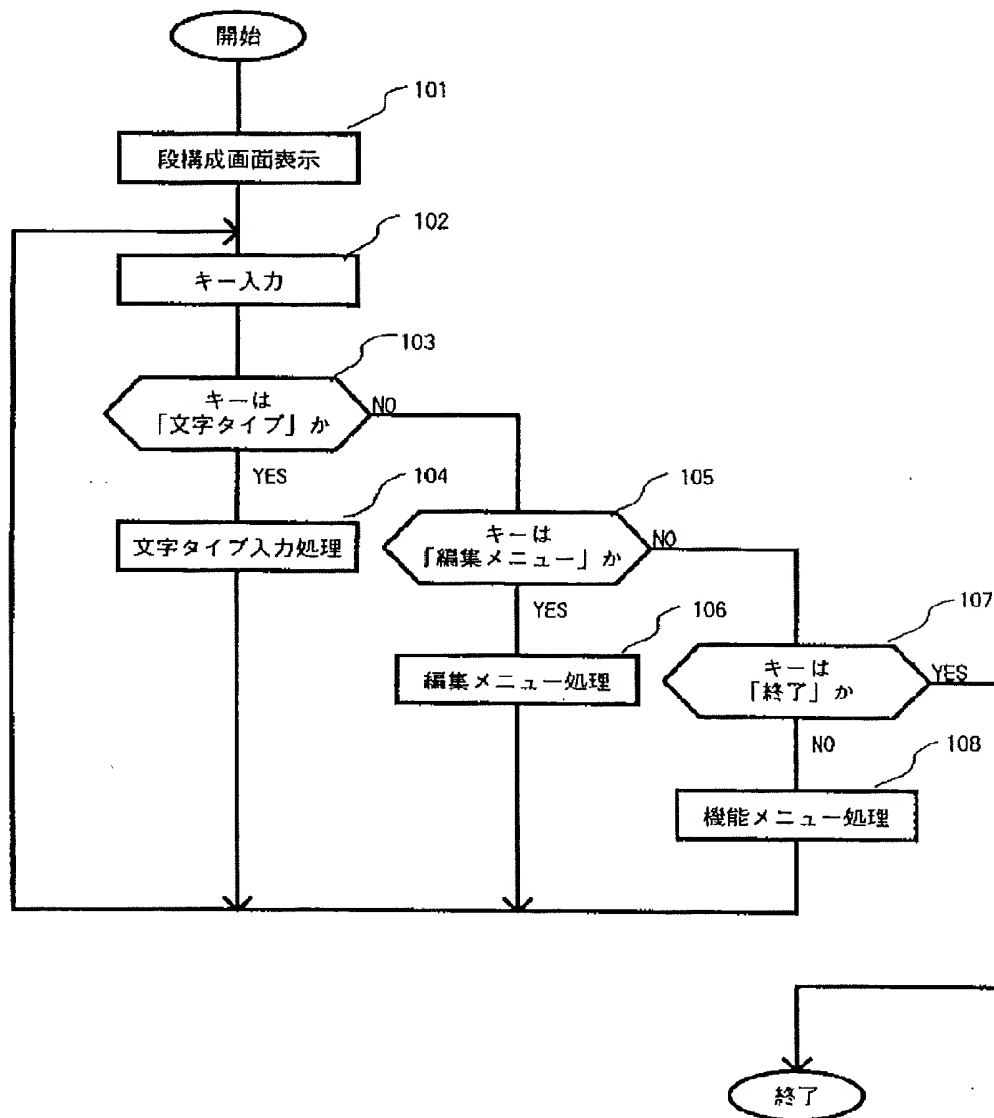 開始
101
段構成画面表示
102
キー入力
103
キーは
「文字タイプ」か
NO
YES
104
文字タイプ入力処理
105
キーは
「編集メニュー」か
NO
YES
106
編集メニュー処理
107
キーは
「終了」か
YES
NO
108
機能メニュー処理
終了